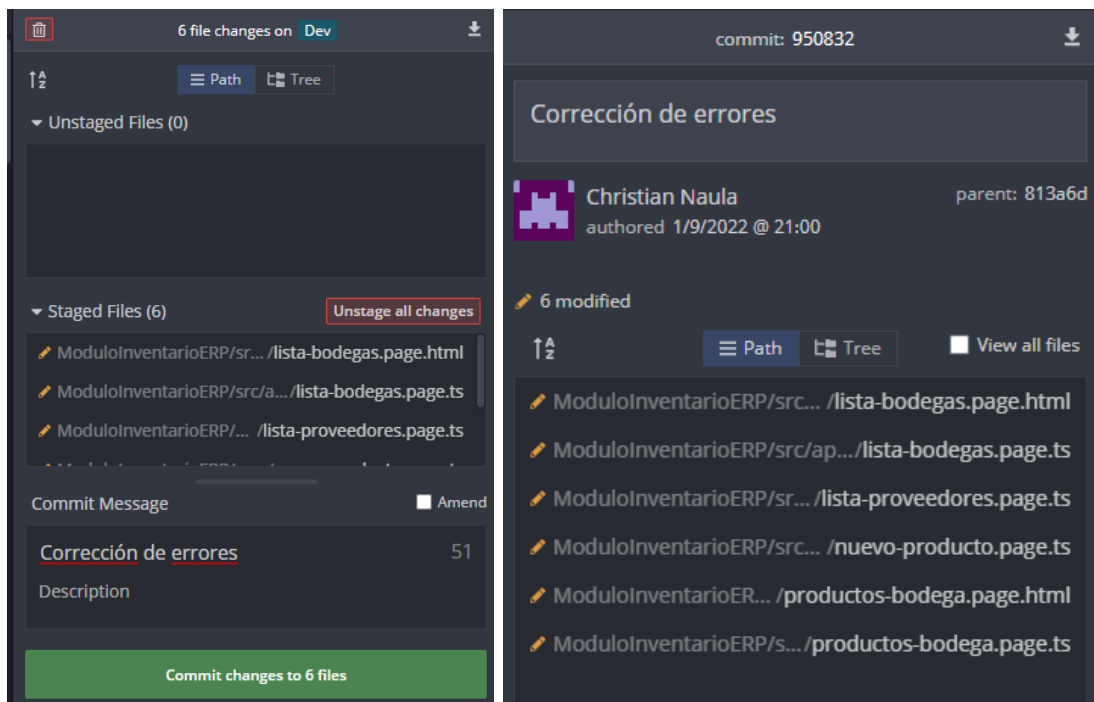 6 file changes on Dev
Path Tree
Unstaged Files (0)
Staged Files (6)
Unstage all changes
ModuloInventarioERP/sr... /lista-bodegas.page.html
ModuloInventarioERP/src/a.../lista-bodegas.page.ts
ModuloInventarioERP/... /lista-proveedores.page.ts
Commit Message
Amend
Corrección de errores 51
Description
Commit changes to 6 files
commit: 950832
Corrección de errores
Christian Naula
parent: 813a6d
authored 1/9/2022 @ 21:00
6 modified
Path Tree
View all files
ModuloInventarioERP/src... /lista-bodegas.page.html
ModuloInventarioERP/src/ap.../lista-bodegas.page.ts
ModuloInventarioERP/sr... /lista-proveedores.page.ts
ModuloInventarioERP/src... /nuevo-producto.page.ts
ModuloInventarioER... /productos-bodega.page.html
ModuloInventarioERP/s.../productos-bodega.page.ts